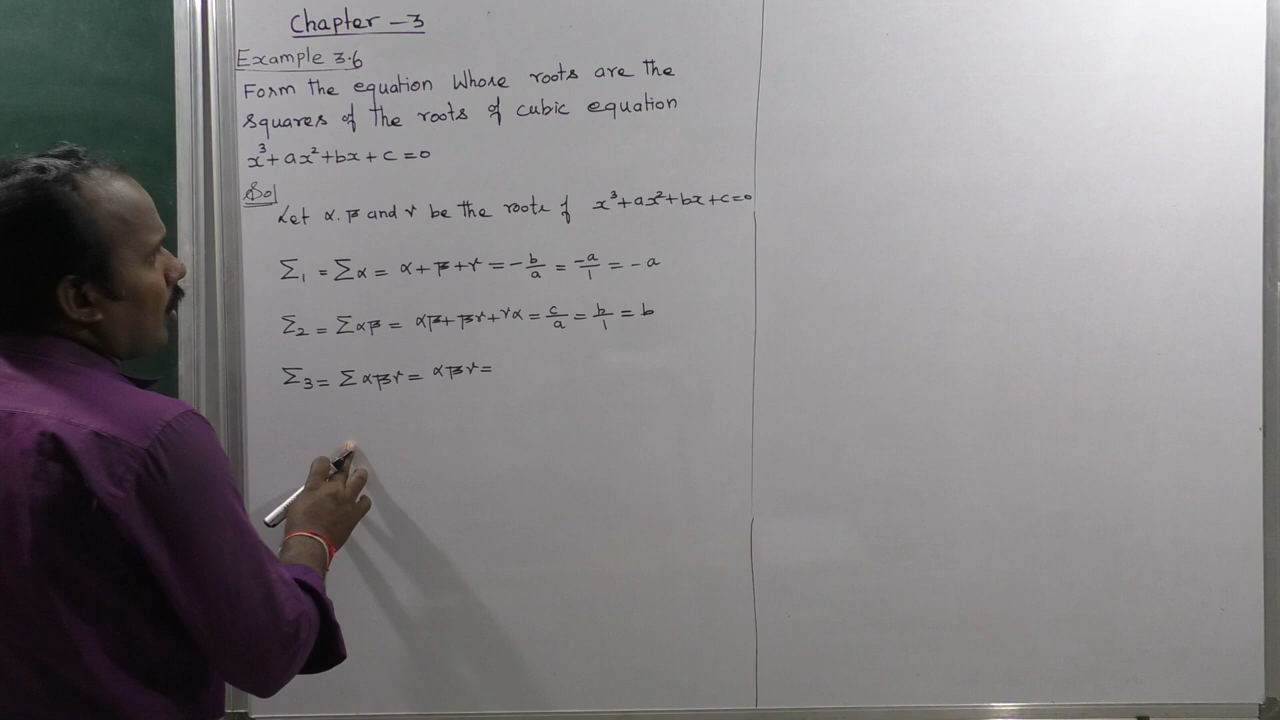 Chapter -3
Example 3.6
Form the equation Whose roots are the
squares of the roots of cubic equation
x³+ax²+bx+c=0
Sol
Let α, β and γ be the roots of x³+ax²+bx+c=0
Σ₁ = Σα = α+β+γ = -b/a = -a/1 = -a
Σ₂ = Σαβ = αβ+βγ+γα = c/a = b/1 = b
Σ₃ = Σαβγ = αβγ =